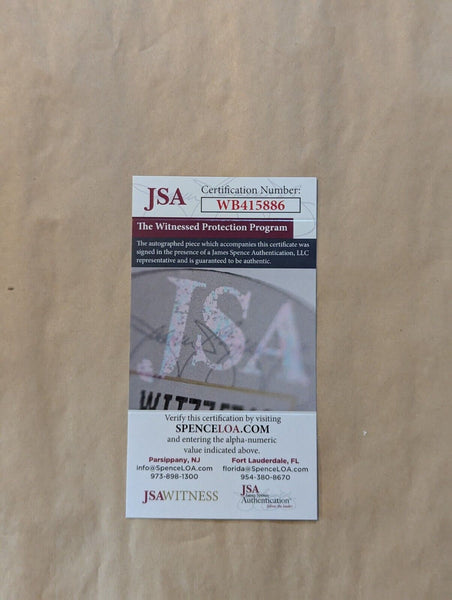 JSA
Certification Number:
WB415886
The Witnessed Protection Program
The autographed piece which accompanies this certificate was
signed in the presence of a James Spence Authentication, LLC
representative and is guaranteed to be authentic.
JSA
Verify this certification by visiting
SPENCELOA.COM
and entering the alpha-numeric
value indicated above.
Parsippany, NJ
info@SpenceLOA.com
973-898-1300
Fort Lauderdale, FL
florida@SpenceLOA.com
954-380-8670
JSAWITNESS
JSA
James Spence
Authentication